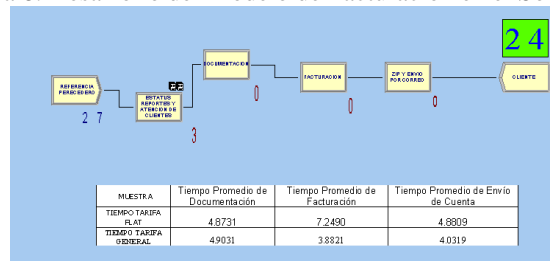 24
DOCUMENTACION
FACTURACION
ZIP Y ENVIO
POR CORREO
CLIENTE
REFERENCIA
PERECEDERO
ESTATUS
REPORTES Y
ATENCION DE
CLIENTES
0
0
0
2 7
3
MUESTRA
Tiempo Promedio de
Documentación
Tiempo Promedio de
Facturación
Tiempo Promedio de Envío
de Cuenta
TIEMPO TARIFA
FLAT
4.8731
7.2490
4.8809
TIEMPO TARIFA
GENERAL
4.9031
3.8821
4.0319